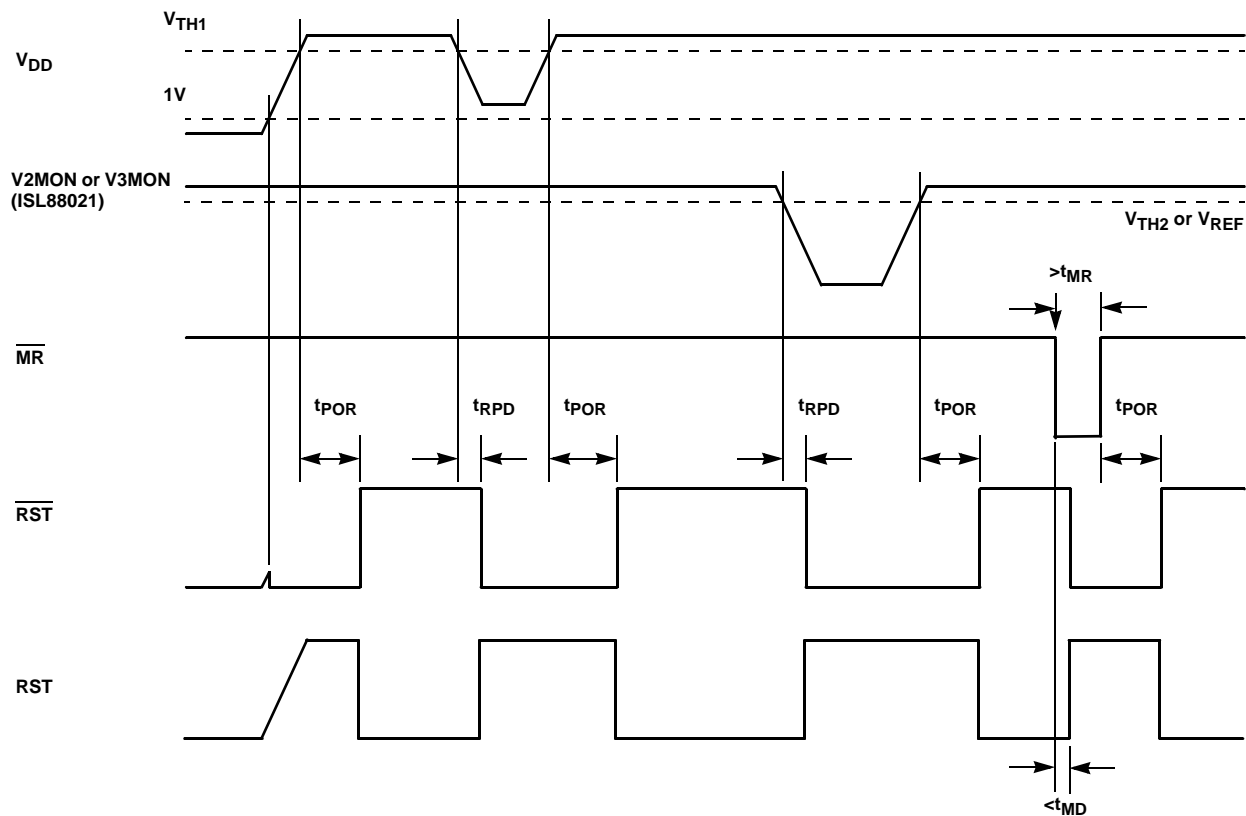 VTH1
VDD
1V
V2MON or V3MON
(ISL88021)
VTH2 or VREF
>tMR
MR
tPOR
tRPD
tPOR
tRPD
tPOR
tPOR
RST
RST
<tMD